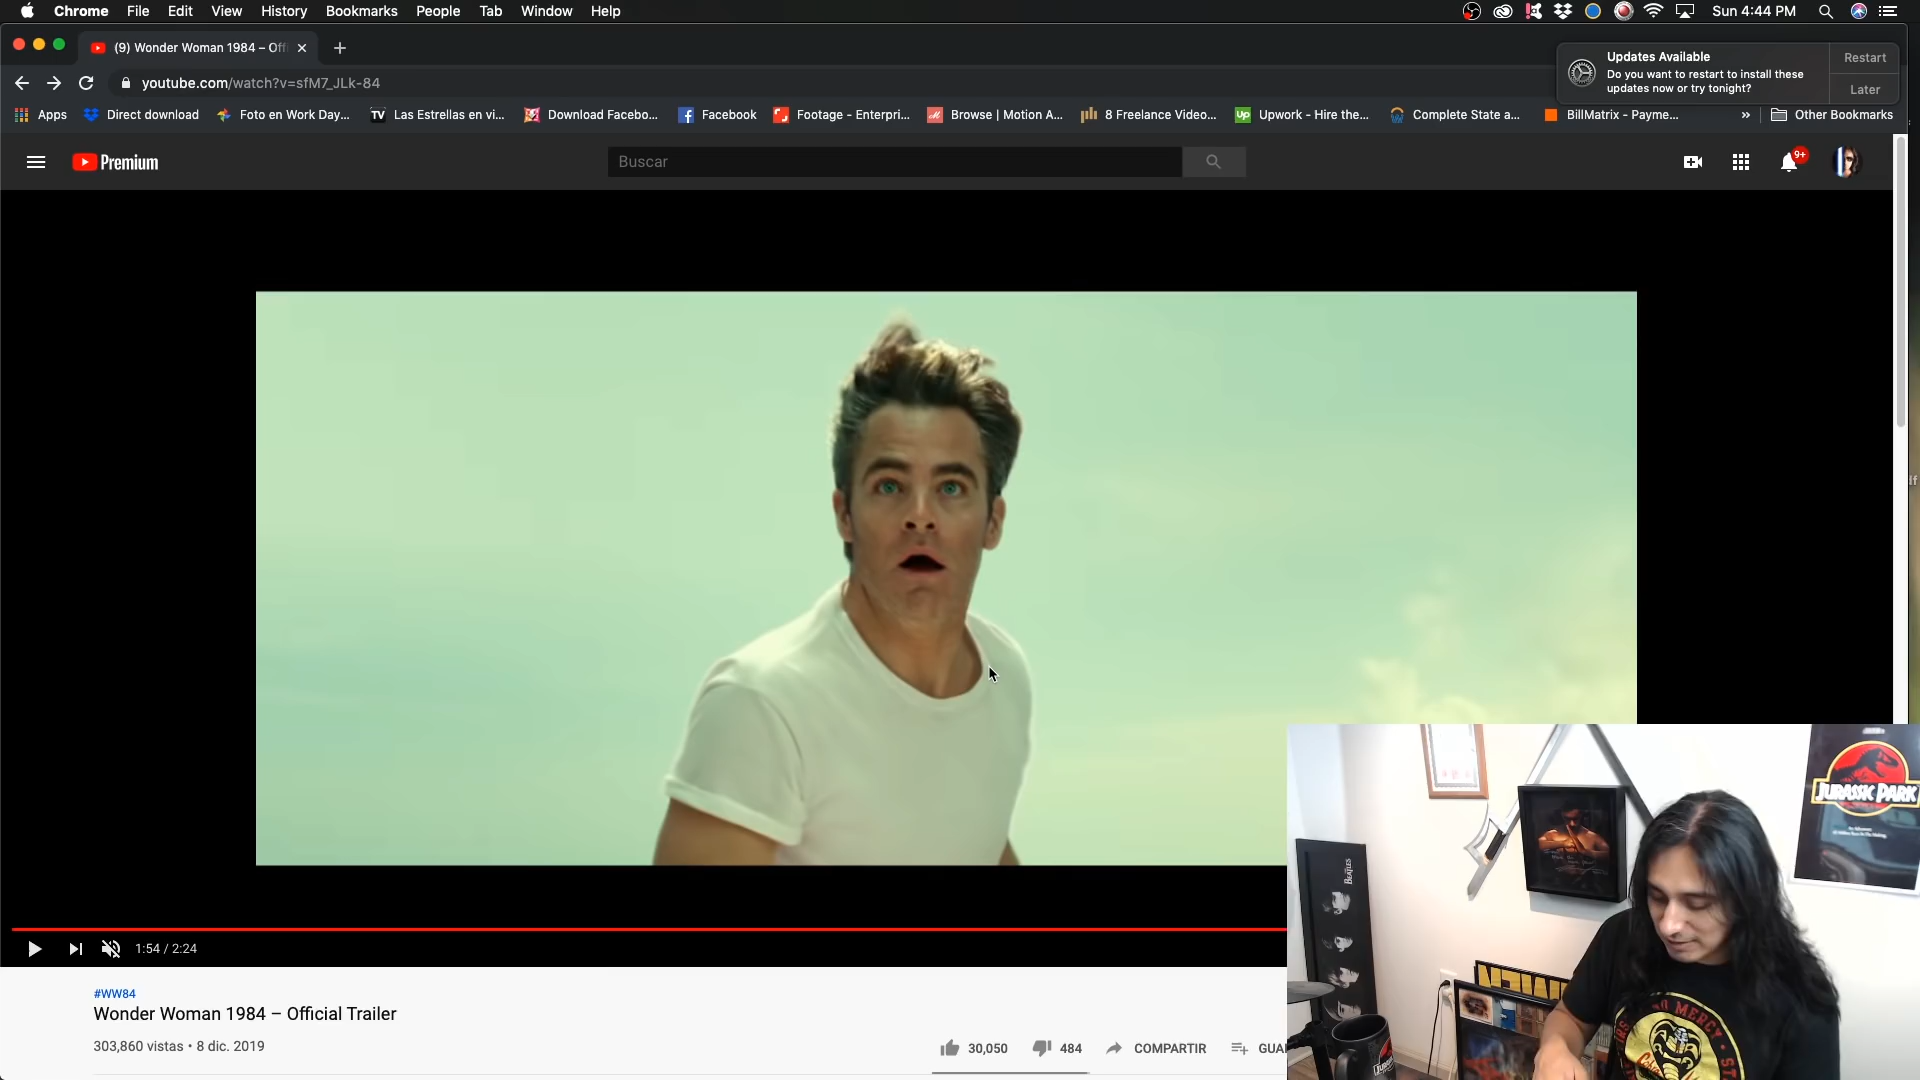 Chrome File Edit View History Bookmarks People Tab Window Help Sun 4:44 PM
(9) Wonder Woman 1984 – Offi
Updates Available
Do you want to restart to install these
updates now or try tonight?
Restart
Later
youtube.com/watch?v=sfM7_JLk-84
Apps Direct download Foto en Work Day... TV Las Estrellas en vi... Download Facebo... Facebook Footage - Enterpri... Browse | Motion A... 8 Freelance Video... Up Upwork - Hire the... Complete State a... BillMatrix - Payme... » Other Bookmarks
Premium
Buscar
9+
JURASSIC PARK
BEATLES
1:54 / 2:24
#WW84
Wonder Woman 1984 – Official Trailer
303,860 vistas • 8 dic. 2019
30,050 484 COMPARTIR GUA
MERCY